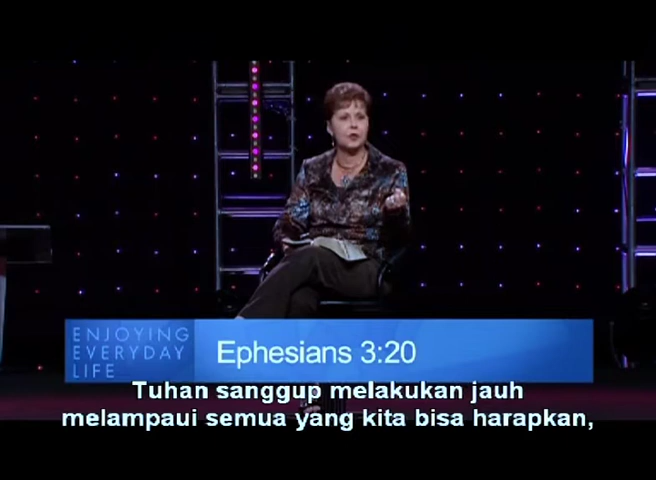 ENJOYING
EVERYDAY
LIFE
Ephesians 3:20
Tuhan sanggup melakukan jauh
melampaui semua yang kita bisa harapkan,